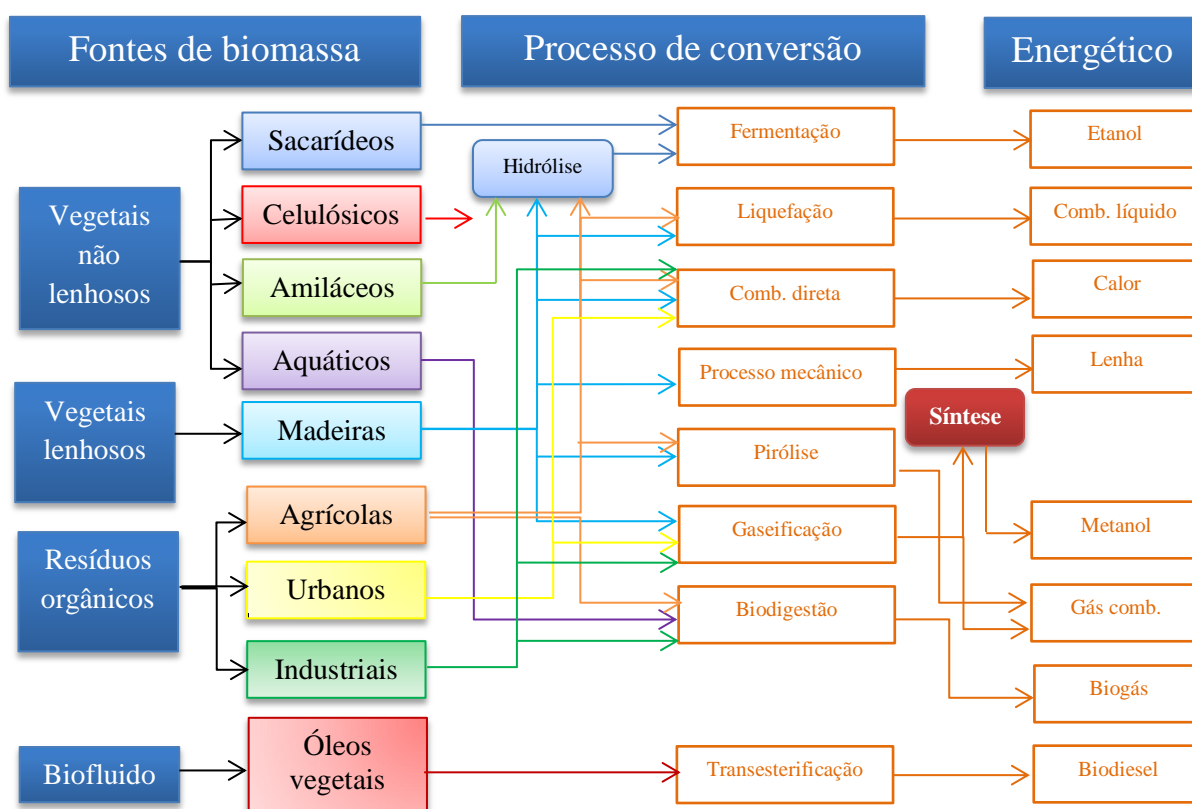 Fontes de biomassa
Processo de conversão
Energético
Vegetais
não
lenhosos
Vegetais
lenhosos
Resíduos
orgânicos
Biofluido
Sacarídeos
Celulósicos
Amiláceos
Aquáticos
Madeiras
Agrícolas
Urbanos
Industriais
Óleos
vegetais
Hidrólise
Fermentação
Liquefação
Comb. direta
Processo mecânico
Pirólise
Gaseificação
Biodigestão
Transesterificação
Síntese
Etanol
Comb. líquido
Calor
Lenha
Metanol
Gás comb.
Biogás
Biodiesel